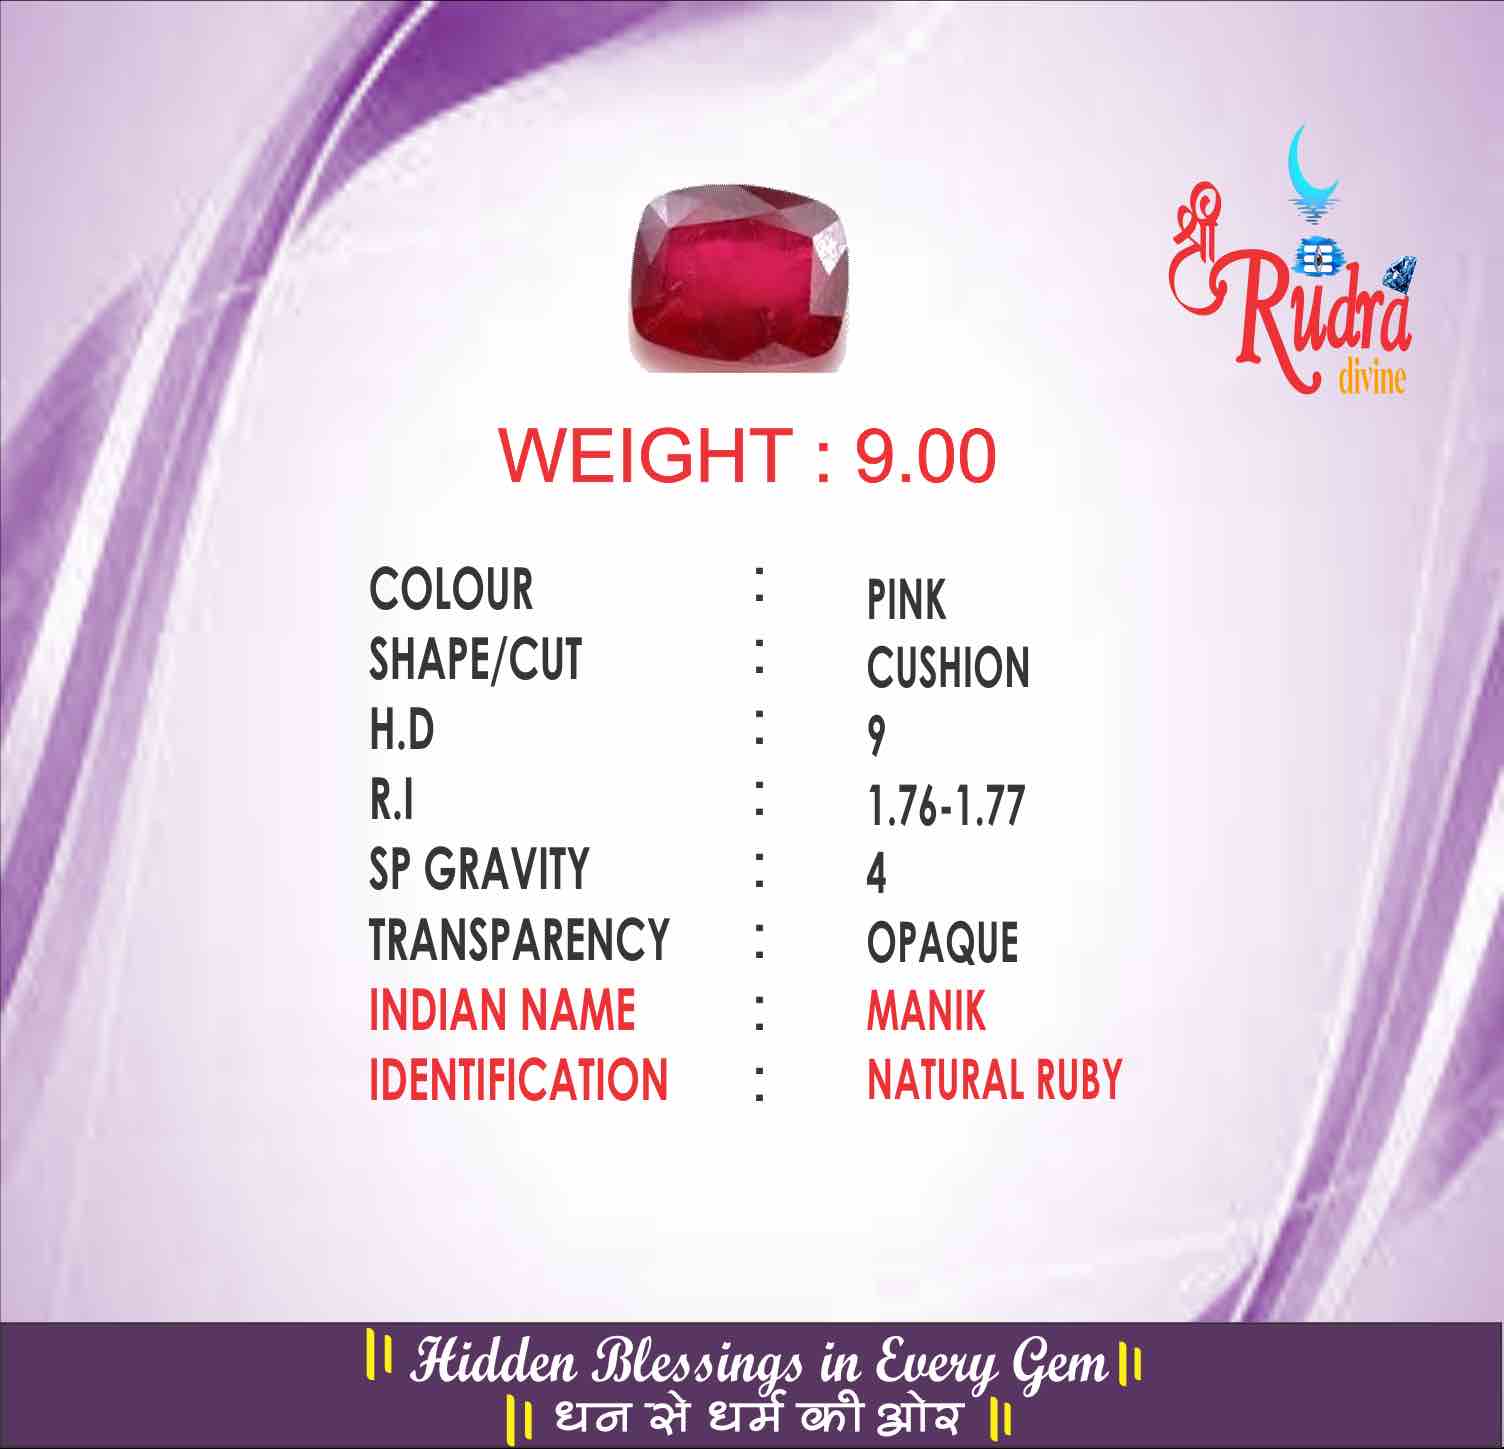 श्री
Rudra
divine
WEIGHT : 9.00
COLOUR : PINK
SHAPE/CUT : CUSHION
H.D : 9
R.I : 1.76-1.77
SP GRAVITY : 4
TRANSPARENCY : OPAQUE
INDIAN NAME : MANIK
IDENTIFICATION : NATURAL RUBY
|| Hidden Blessings in Every Gem ||
|| धन से धर्म की ओर ||